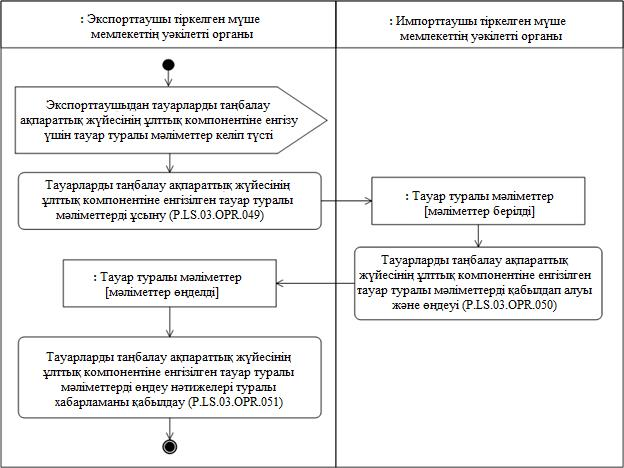 : Экспорттаушы тіркелген мүше
мемлекеттің уәкілетті органы
: Импорттаушы тіркелген мүше
мемлекеттің уәкілетті органы
Экспорттаушыдан тауарларды таңбалау
ақпараттық жүйесінің ұлттық компонентіне енгізу
үшін тауар туралы мәліметтер келіп түсті
Тауарларды таңбалау ақпараттық жүйесінің
ұлттық компонентіне енгізілген тауар туралы
мәліметтерді ұсыну (P.LS.03.OPR.049)
: Тауар туралы мәліметтер
[мәліметтер берілді]
Тауарларды таңбалау ақпараттық
жүйесінің ұлттық компонентіне енгізілген
тауар туралы мәліметтерді қабылдап алуы
және өңдеуі (P.LS.03.OPR.050)
: Тауар туралы мәліметтер
[мәліметтер өңделді]
Тауарларды таңбалау ақпараттық жүйесінің
ұлттық компонентіне енгізілген тауар туралы
мәліметтерді өңдеу нәтижелері туралы
хабарламаны қабылдау (P.LS.03.OPR.051)